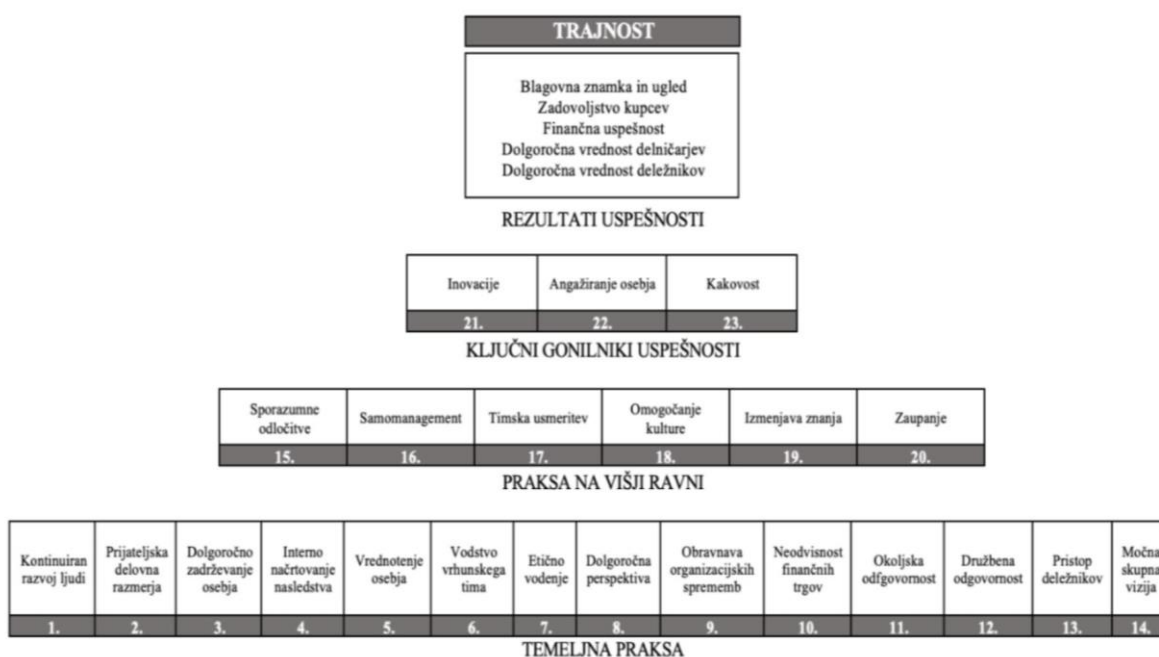 TRAJNOST
Blagovna znamka in ugled
Zadovoljstvo kupcev
Finančna uspešnost
Dolgoročna vrednost delničarjev
Dolgoročna vrednost deležnikov
REZULTATI USPEŠNOSTI
Inovacije
Angažiranje osebja
Kakovost
21.
22.
23.
KLJUČNI GONILNIKI USPEŠNOSTI
Sporazumne
odločitve
Samomanagement
Timska usmeritev
Omogočanje
kulture
Izmenjava znanja
Zaupanje
15.
16.
17.
18.
19.
20.
PRAKSA NA VIŠJI RAVNI
Kontinuiran
razvoj ljudi
Prijateljska
delovna
razmerja
Dolgoročno
zadrževanje
osebja
Interno
načrtovanje
nasledstva
Vrednotenje
osebja
Vodstvo
vrhunskega
tima
Etično
vodenje
Dolgoročna
perspektiva
Obravnava
organizacijskih
sprememb
Neodvisnost
finančnih
trgov
Okoljska
odfgovornost
Družbena
odgovornost
Pristop
deležnikov
Močna
skupna
vizija
1.
2.
3.
4.
5.
6.
7.
8.
9.
10.
11.
12.
13.
14.
TEMELJNA PRAKSA